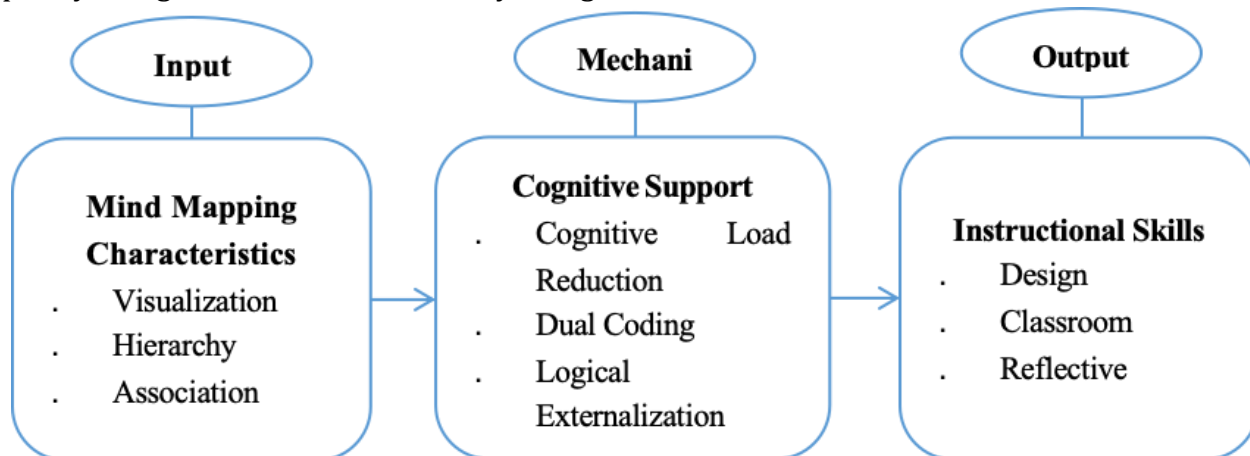 Input
Mechani
Output
Mind Mapping
Characteristics
. Visualization
. Hierarchy
. Association
Cognitive Support
. Cognitive Load
Reduction
. Dual Coding
. Logical
Externalization
Instructional Skills
. Design
. Classroom
. Reflective